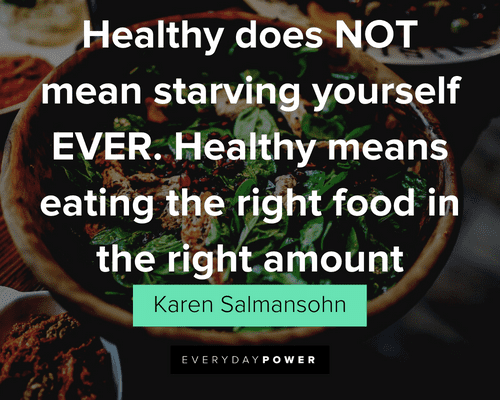 Healthy does NOT
mean starving yourself
EVER. Healthy means
eating the right food in
the right amount
Karen Salmansohn
EVERYDAYPOWER